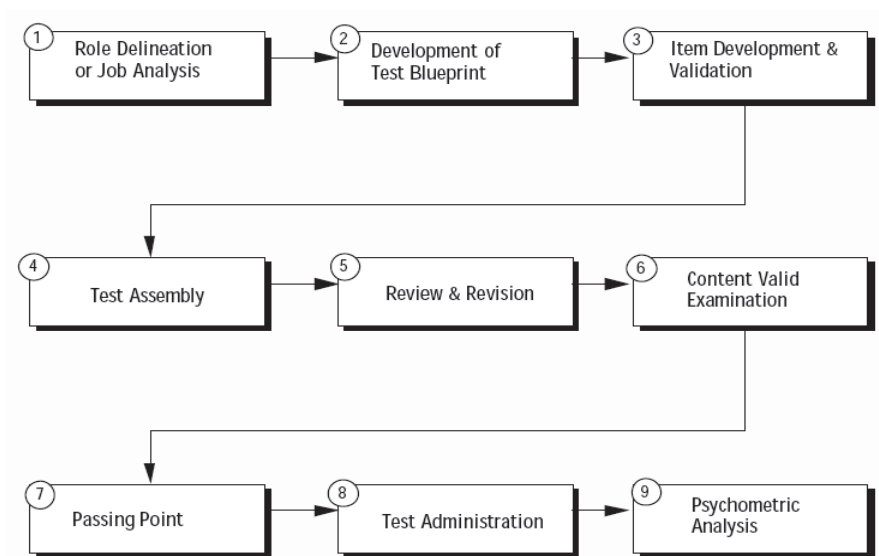 1
Role Delineation
or Job Analysis
2
Development of
Test Blueprint
3
Item Development &
Validation
4
Test Assembly
5
Review & Revision
6
Content Valid
Examination
7
Passing Point
8
Test Administration
9
Psychometric
Analysis